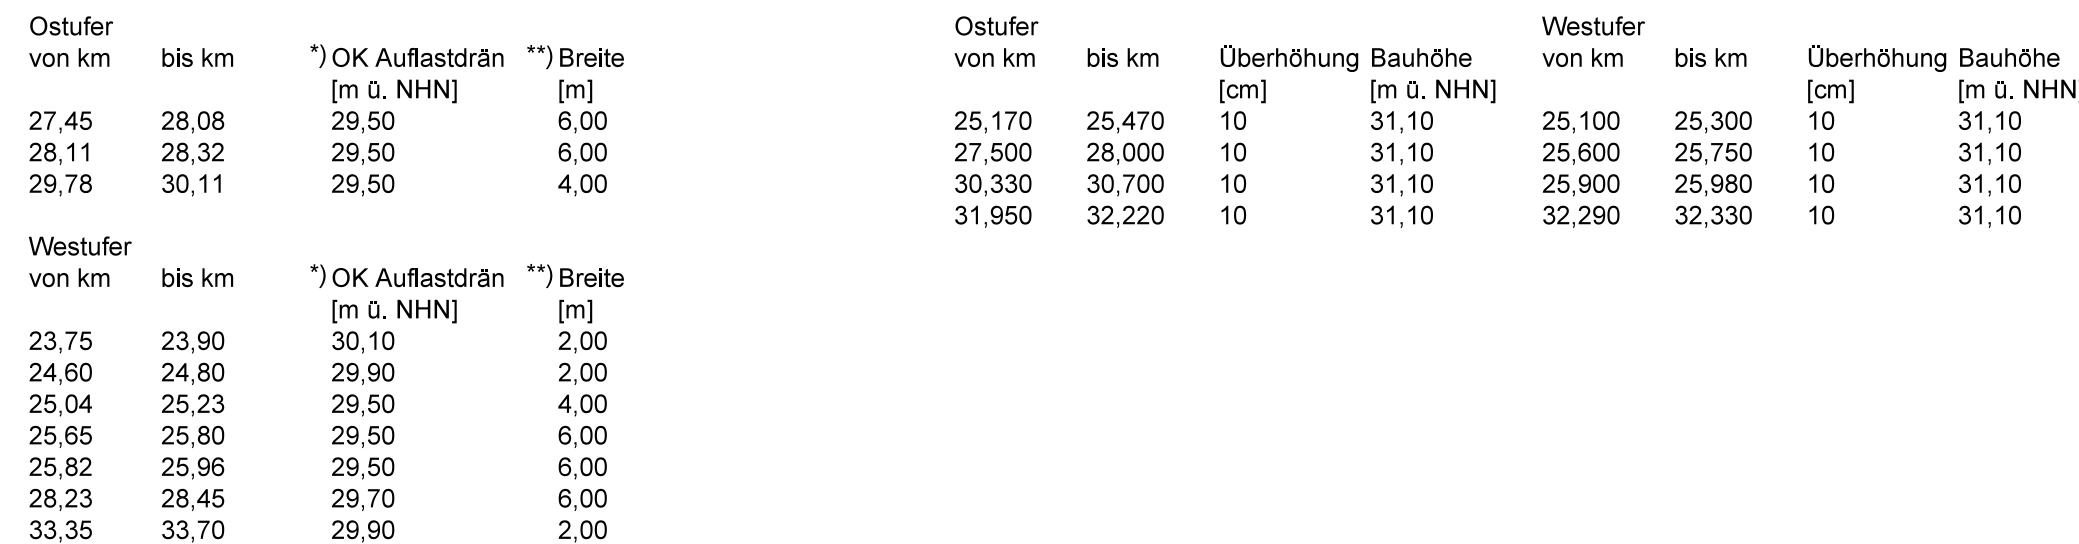 Ostufer
von km bis km *) OK Auflastdrän **) Breite
[m ü. NHN] [m]
27,45 28,08 29,50 6,00
28,11 28,32 29,50 6,00
29,78 30,11 29,50 4,00
Westufer
von km bis km *) OK Auflastdrän **) Breite
[m ü. NHN] [m]
23,75 23,90 30,10 2,00
24,60 24,80 29,90 2,00
25,04 25,23 29,50 4,00
25,65 25,80 29,50 6,00
25,82 25,96 29,50 6,00
28,23 28,45 29,70 6,00
33,35 33,70 29,90 2,00
Ostufer
von km bis km Überhöhung Bauhöhe
[cm] [m ü. NHN]
25,170 25,470 10 31,10
27,500 28,000 10 31,10
30,330 30,700 10 31,10
31,950 32,220 10 31,10
Westufer
von km bis km Überhöhung Bauhöhe
[cm] [m ü. NHN]
25,100 25,300 10 31,10
25,600 25,750 10 31,10
25,900 25,980 10 31,10
32,290 32,330 10 31,10